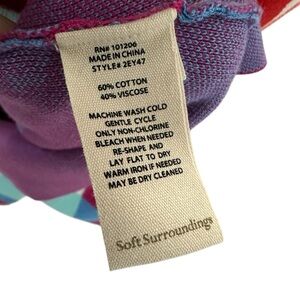 RN# 101206
MADE IN CHINA
STYLE# 2EY47
60% COTTON
40% VISCOSE
MACHINE WASH COLD
GENTLE CYCLE
ONLY NON-CHLORINE
BLEACH WHEN NEEDED
RE-SHAPE AND
LAY FLAT TO DRY
WARM IRON IF NEEDED
MAY BE DRY CLEANED
Soft Surroundings